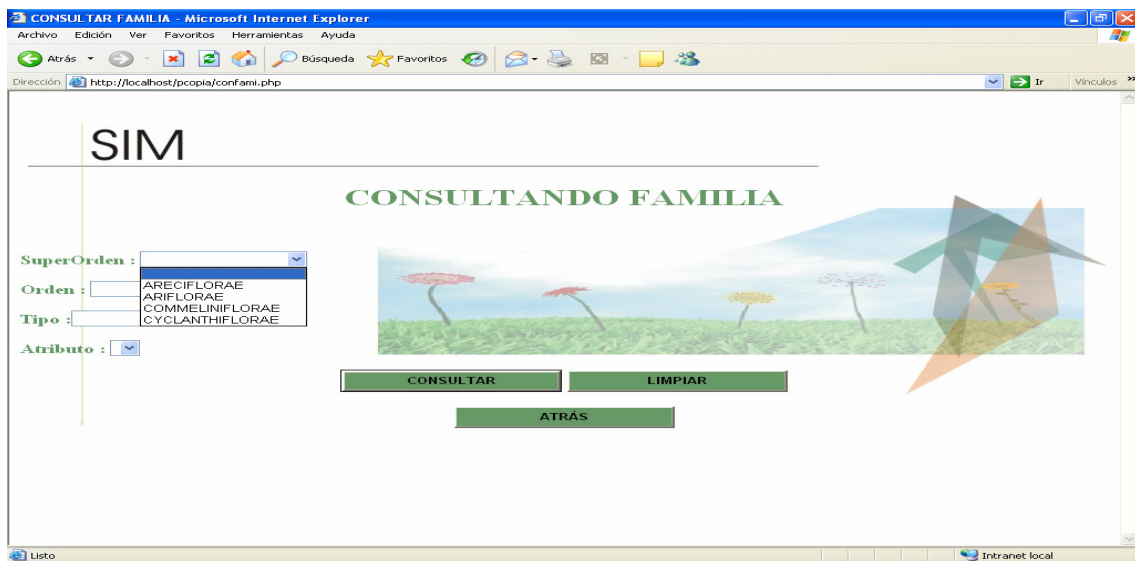 CONSULTAR FAMILIA - Microsoft Internet Explorer
Archivo Edición Ver Favoritos Herramientas Ayuda
Atrás Búsqueda Favoritos
Dirección http://localhost/pcopia/confami.php Ir Vínculos »
SIM
CONSULTANDO FAMILIA
SuperOrden :
ARECIFLORAE
ARIFLORAE
COMMELINIFLORAE
CYCLANTHIFLORAE
Orden :
Tipo :
Atributo :
CONSULTAR LIMPIAR
ATRÁS
Listo Intranet local